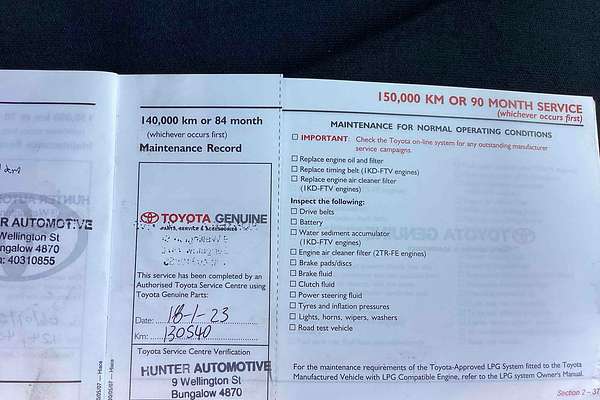 HUNTER AUTOMOTIVE
Wellington St
Bungalow 4870
: 40310855
140,000 km or 84 month
(whichever occurs first)
Maintenance Record
TOYOTA GENUINE
PARTS, SERVICE & ACCESSORIES
This service has been completed by an
Authorised Toyota Service Centre using
Toyota Genuine Parts:
Date: 18-1-23
Km: 130540
Toyota Service Centre Verification
HUNTER AUTOMOTIVE
9 Wellington St
Bungalow 4870
150,000 KM OR 90 MONTH SERVICE
(whichever occurs first)
MAINTENANCE FOR NORMAL OPERATING CONDITIONS
IMPORTANT: Check the Toyota on-line system for any outstanding manufacturer
service campaigns.
Replace engine oil and filter
Replace timing belt (1KD-FTV engines)
Replace engine air cleaner filter
(1KD-FTV engines)
Inspect the following:
Drive belts
Battery
Water sediment accumulator
(1KD-FTV engines)
Engine air cleaner filter (2TR-FE engines)
Brake pads/discs
Brake fluid
Clutch fluid
Power steering fluid
Tyres and inflation pressures
Lights, horns, wipers, washers
Road test vehicle
For the maintenance requirements of the Toyota-Approved LPG System fitted to the Toyota
Manufactured Vehicle with LPG Compatible Engine, refer to the LPG system Owner's Manual.
Section 2 – 37